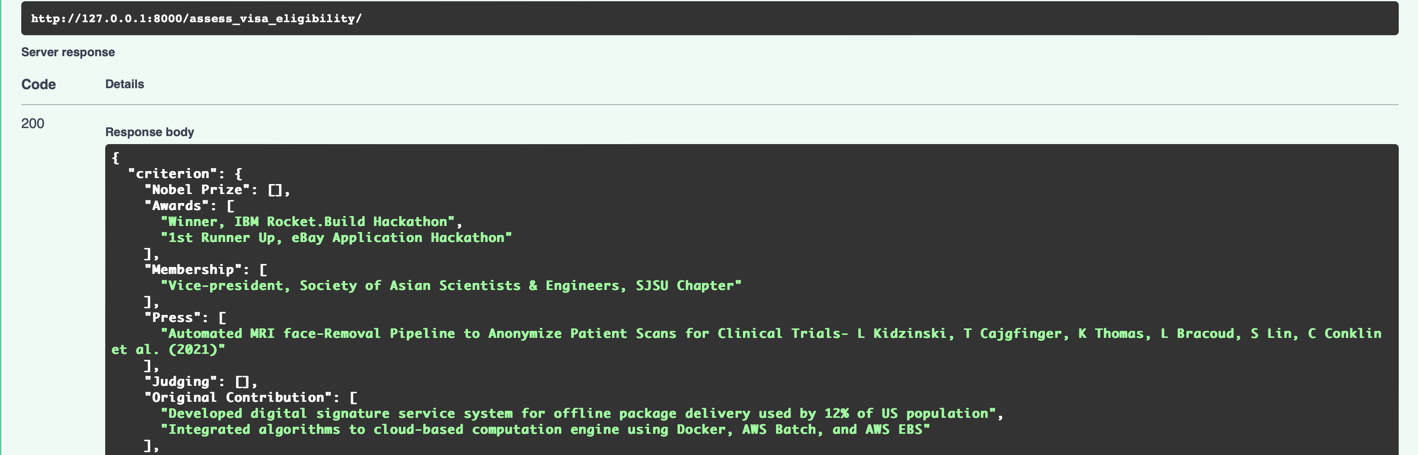 http://127.0.0.1:8000/assess_visa_eligibility/
Server response
Code Details
200
Response body
{
  "criterion": {
    "Nobel Prize": [],
    "Awards": [
      "Winner, IBM Rocket.Build Hackathon",
      "1st Runner Up, eBay Application Hackathon"
    ],
    "Membership": [
      "Vice-president, Society of Asian Scientists & Engineers, SJSU Chapter"
    ],
    "Press": [
      "Automated MRI face-Removal Pipeline to Anonymize Patient Scans for Clinical Trials- L Kidzinski, T Cajgfinger, K Thomas, L Bracoud, S Lin, C Conklin
et al. (2021)"
    ],
    "Judging": [],
    "Original Contribution": [
      "Developed digital signature service system for offline package delivery used by 12% of US population",
      "Integrated algorithms to cloud-based computation engine using Docker, AWS Batch, and AWS EBS"
    ],